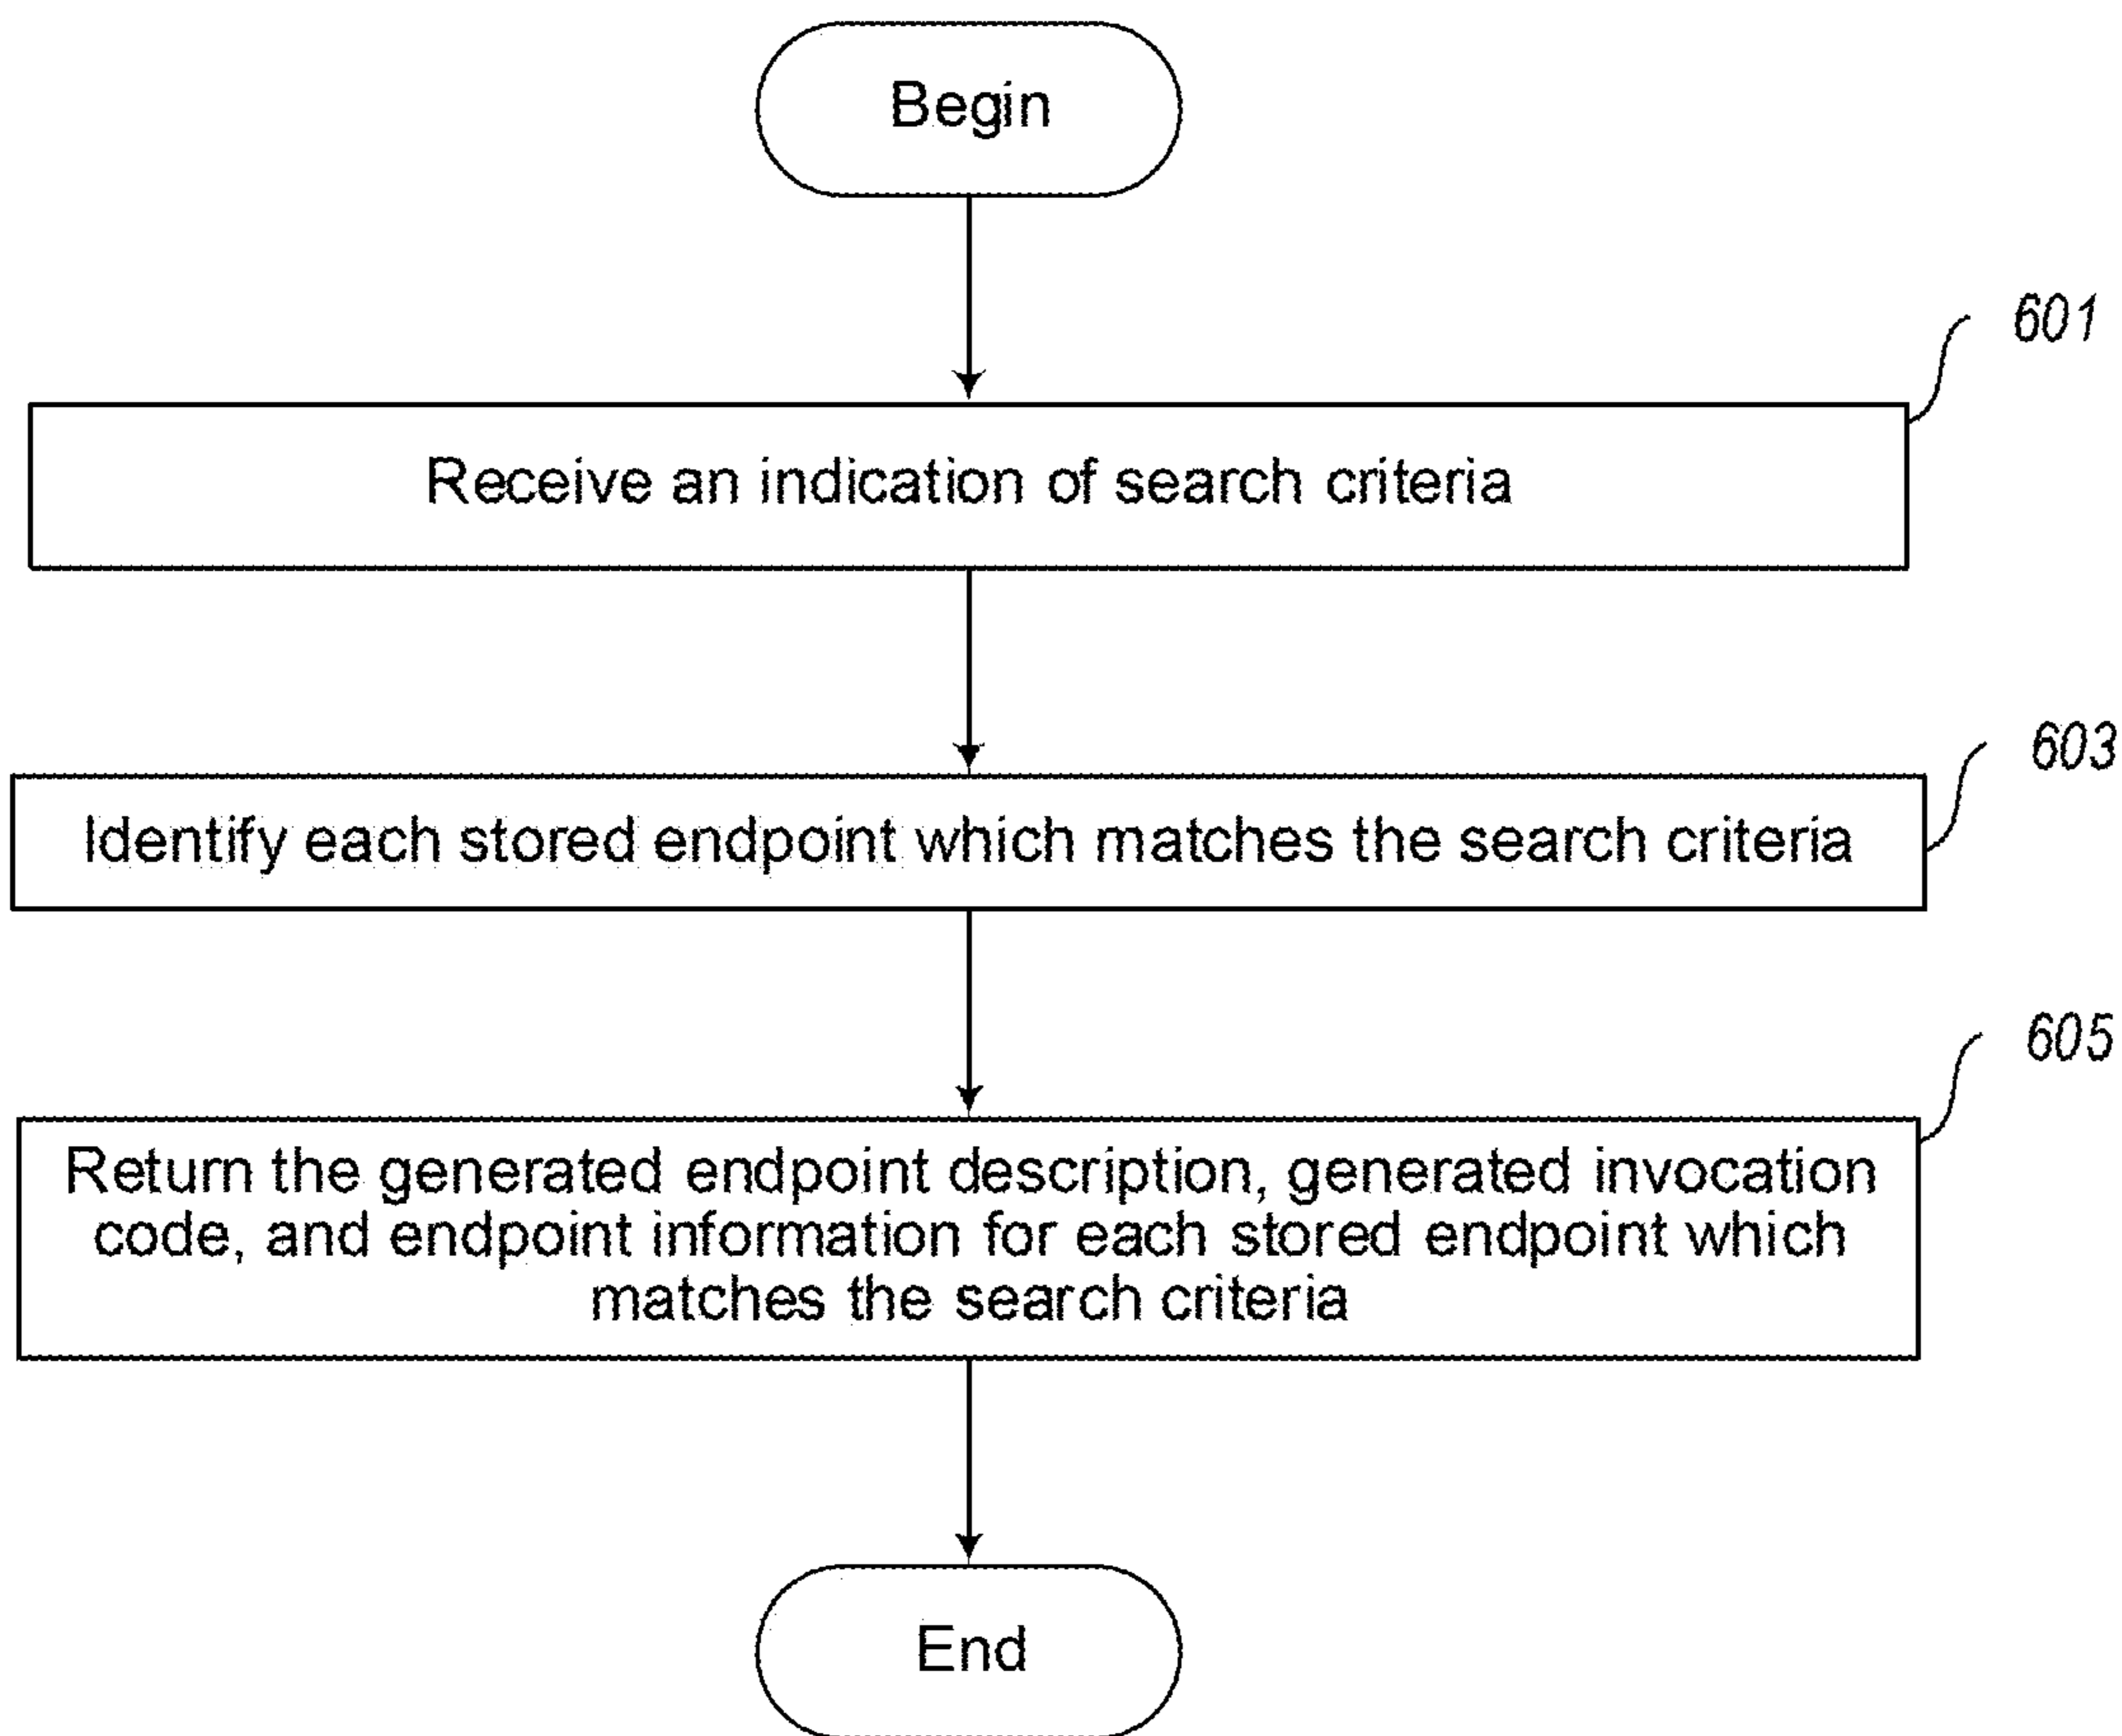 Begin
601
Receive an indication of search criteria
603
Identify each stored endpoint which matches the search criteria
605
Return the generated endpoint description, generated invocation
code, and endpoint information for each stored endpoint which
matches the search criteria
End